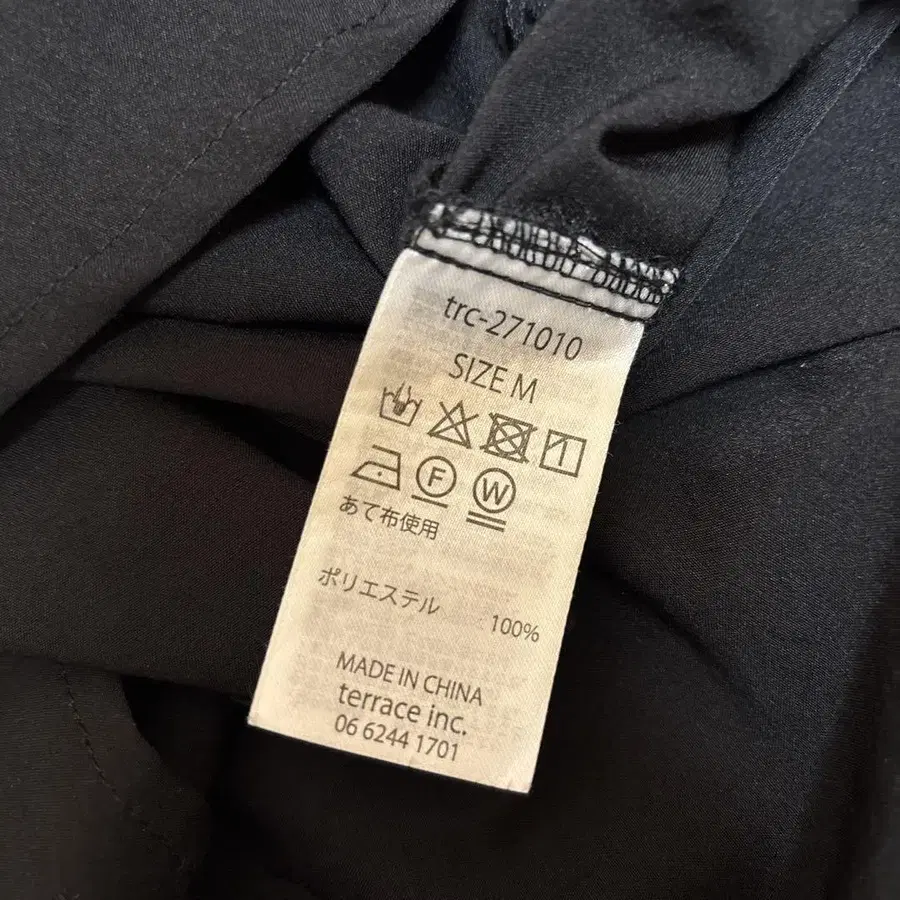 trc-271010
SIZE M
F W
あて布使用
ポリエステル 100%
MADE IN CHINA
terrace inc.
06 6244 1701